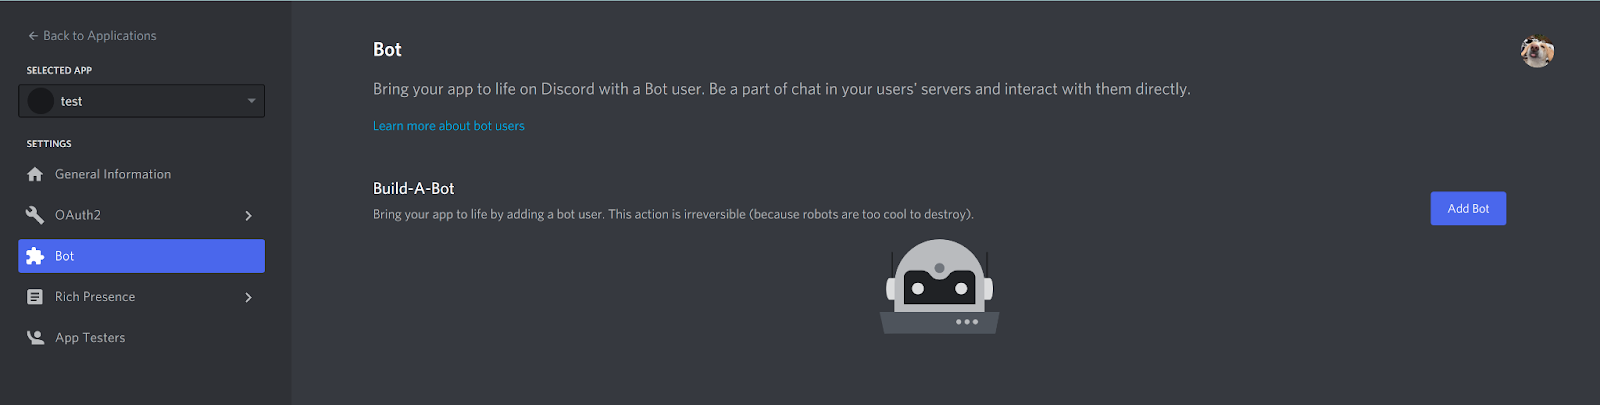 ← Back to Applications
SELECTED APP
test
SETTINGS
General Information
OAuth2
Bot
Rich Presence
App Testers
Bot
Bring your app to life on Discord with a Bot user. Be a part of chat in your users' servers and interact with them directly.
Learn more about bot users
Build-A-Bot
Bring your app to life by adding a bot user. This action is irreversible (because robots are too cool to destroy).
Add Bot